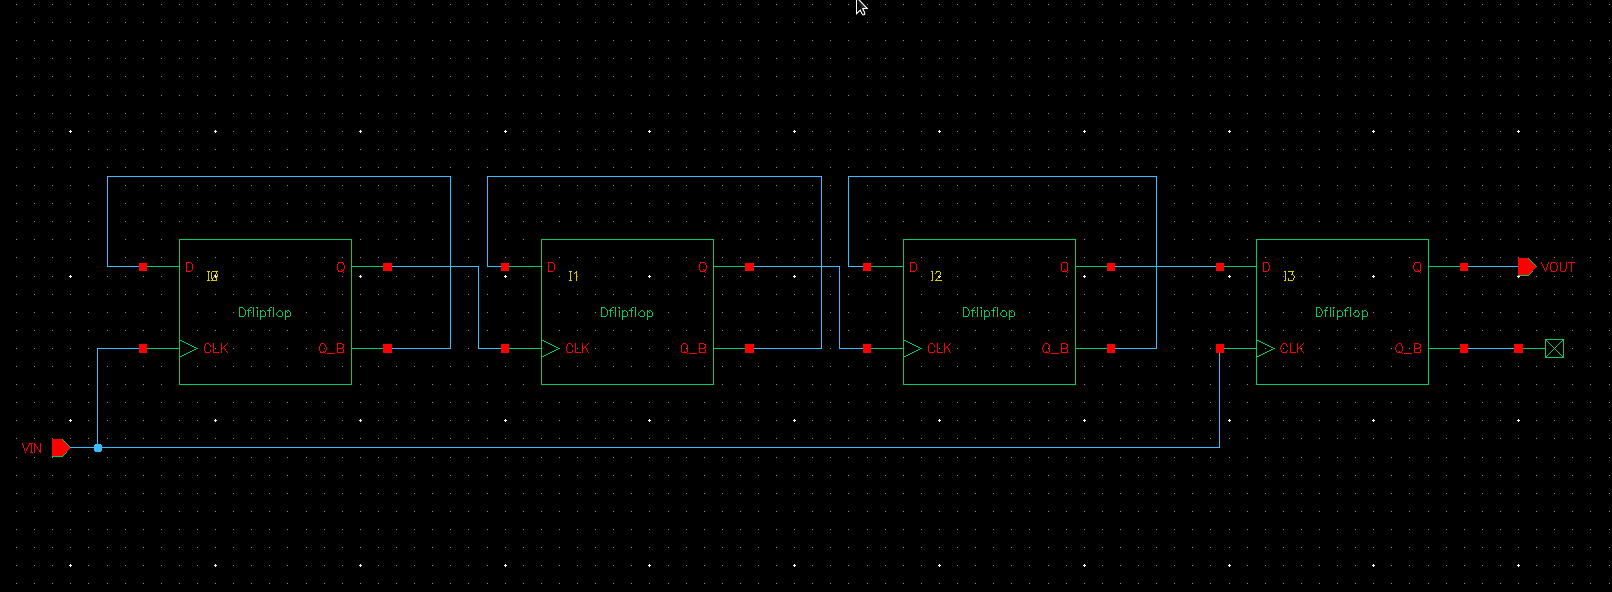 D I0 Q
Dflipflop
CLK Q_B
D I1 Q
Dflipflop
CLK Q_B
D I2 Q
Dflipflop
CLK Q_B
D I3 Q
Dflipflop
CLK Q_B
VOUT
VIN